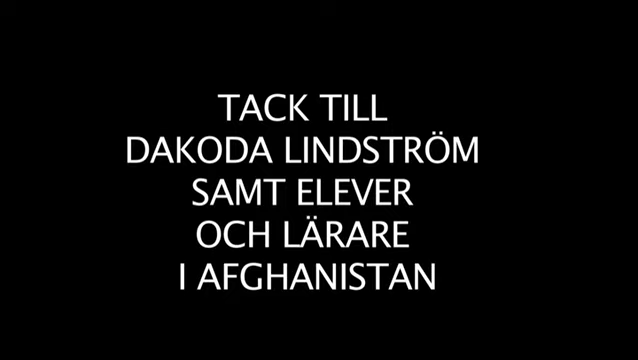 TACK TILL
DAKODA LINDSTRÖM
SAMT ELEVER
OCH LÄRARE
I AFGHANISTAN